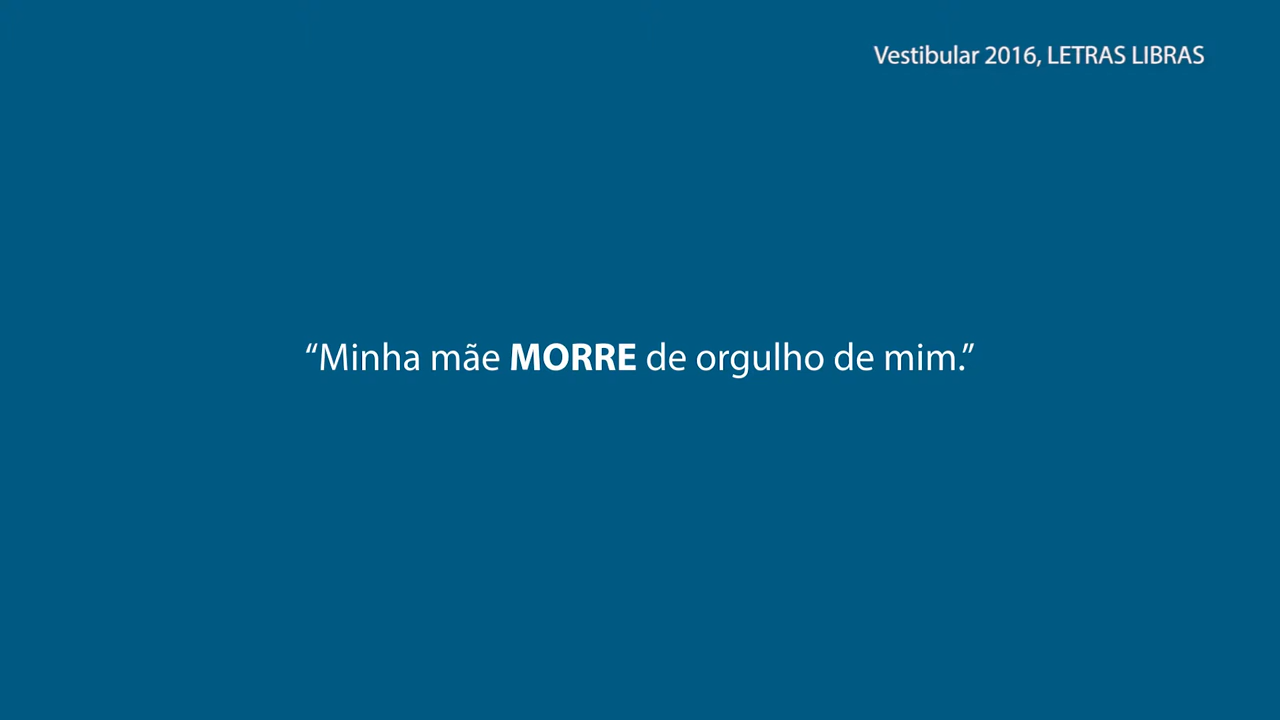 Vestibular 2016, LETRAS LIBRAS
“Minha mãe MORRE de orgulho de mim.”